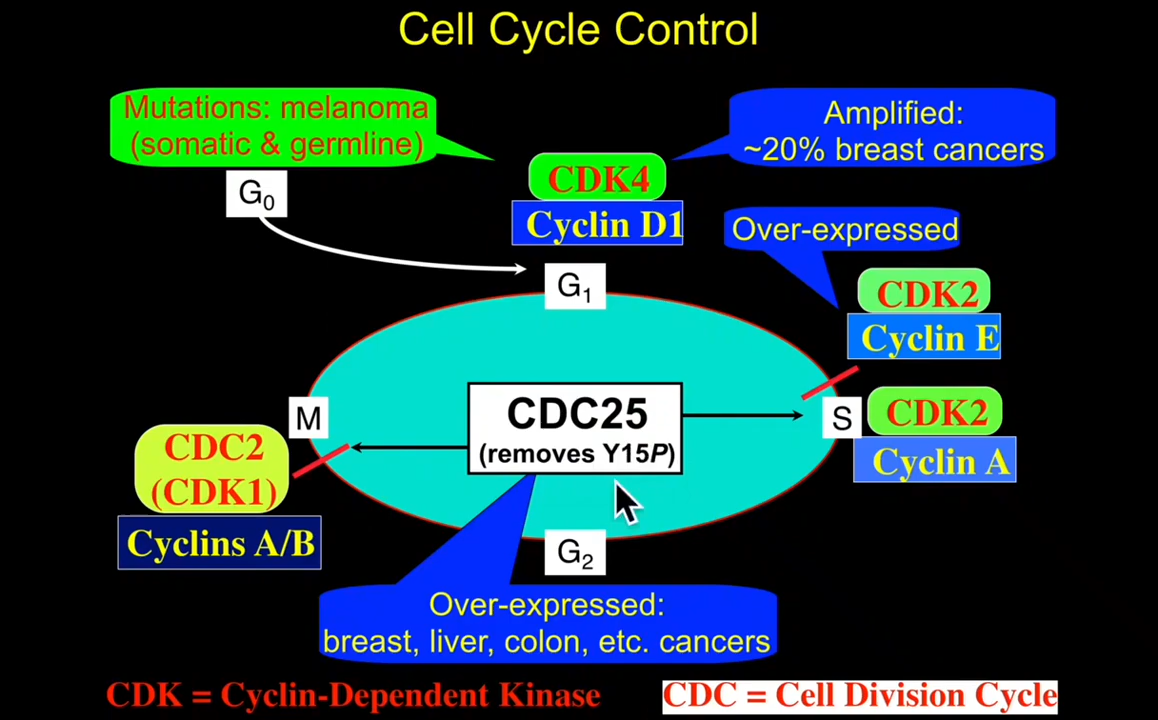 Cell Cycle Control
Mutations: melanoma
(somatic & germline)
Amplified:
~20% breast cancers
G₀
CDK4
Cyclin D1
Over-expressed
G₁
CDK2
Cyclin E
CDC25
(removes Y15P)
M
S
CDK2
Cyclin A
CDC2
(CDK1)
Cyclins A/B
G₂
Over-expressed:
breast, liver, colon, etc. cancers
CDK = Cyclin-Dependent Kinase
CDC = Cell Division Cycle